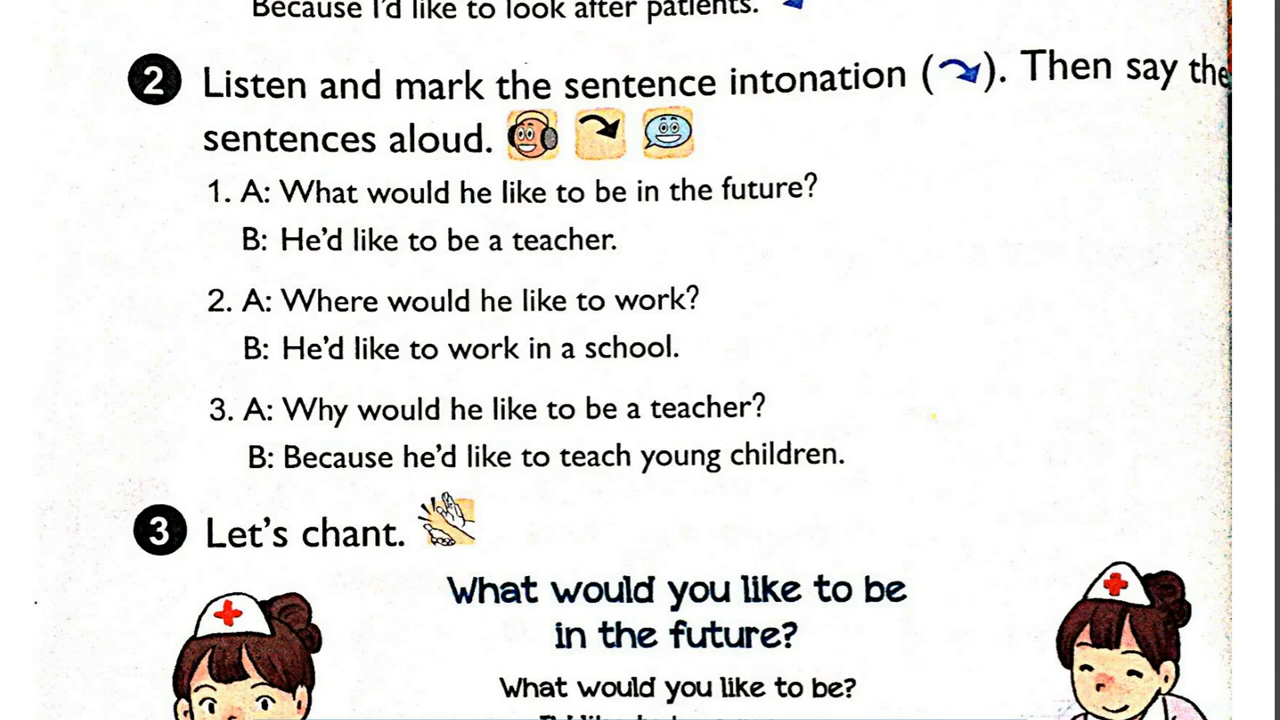 Because I'd like to look after patients.
2 Listen and mark the sentence intonation ( ). Then say the
sentences aloud.
1. A: What would he like to be in the future?
B: He'd like to be a teacher.
2. A: Where would he like to work?
B: He'd like to work in a school.
3. A: Why would he like to be a teacher?
B: Because he'd like to teach young children.
3 Let's chant.
What would you like to be
in the future?
What would you like to be?